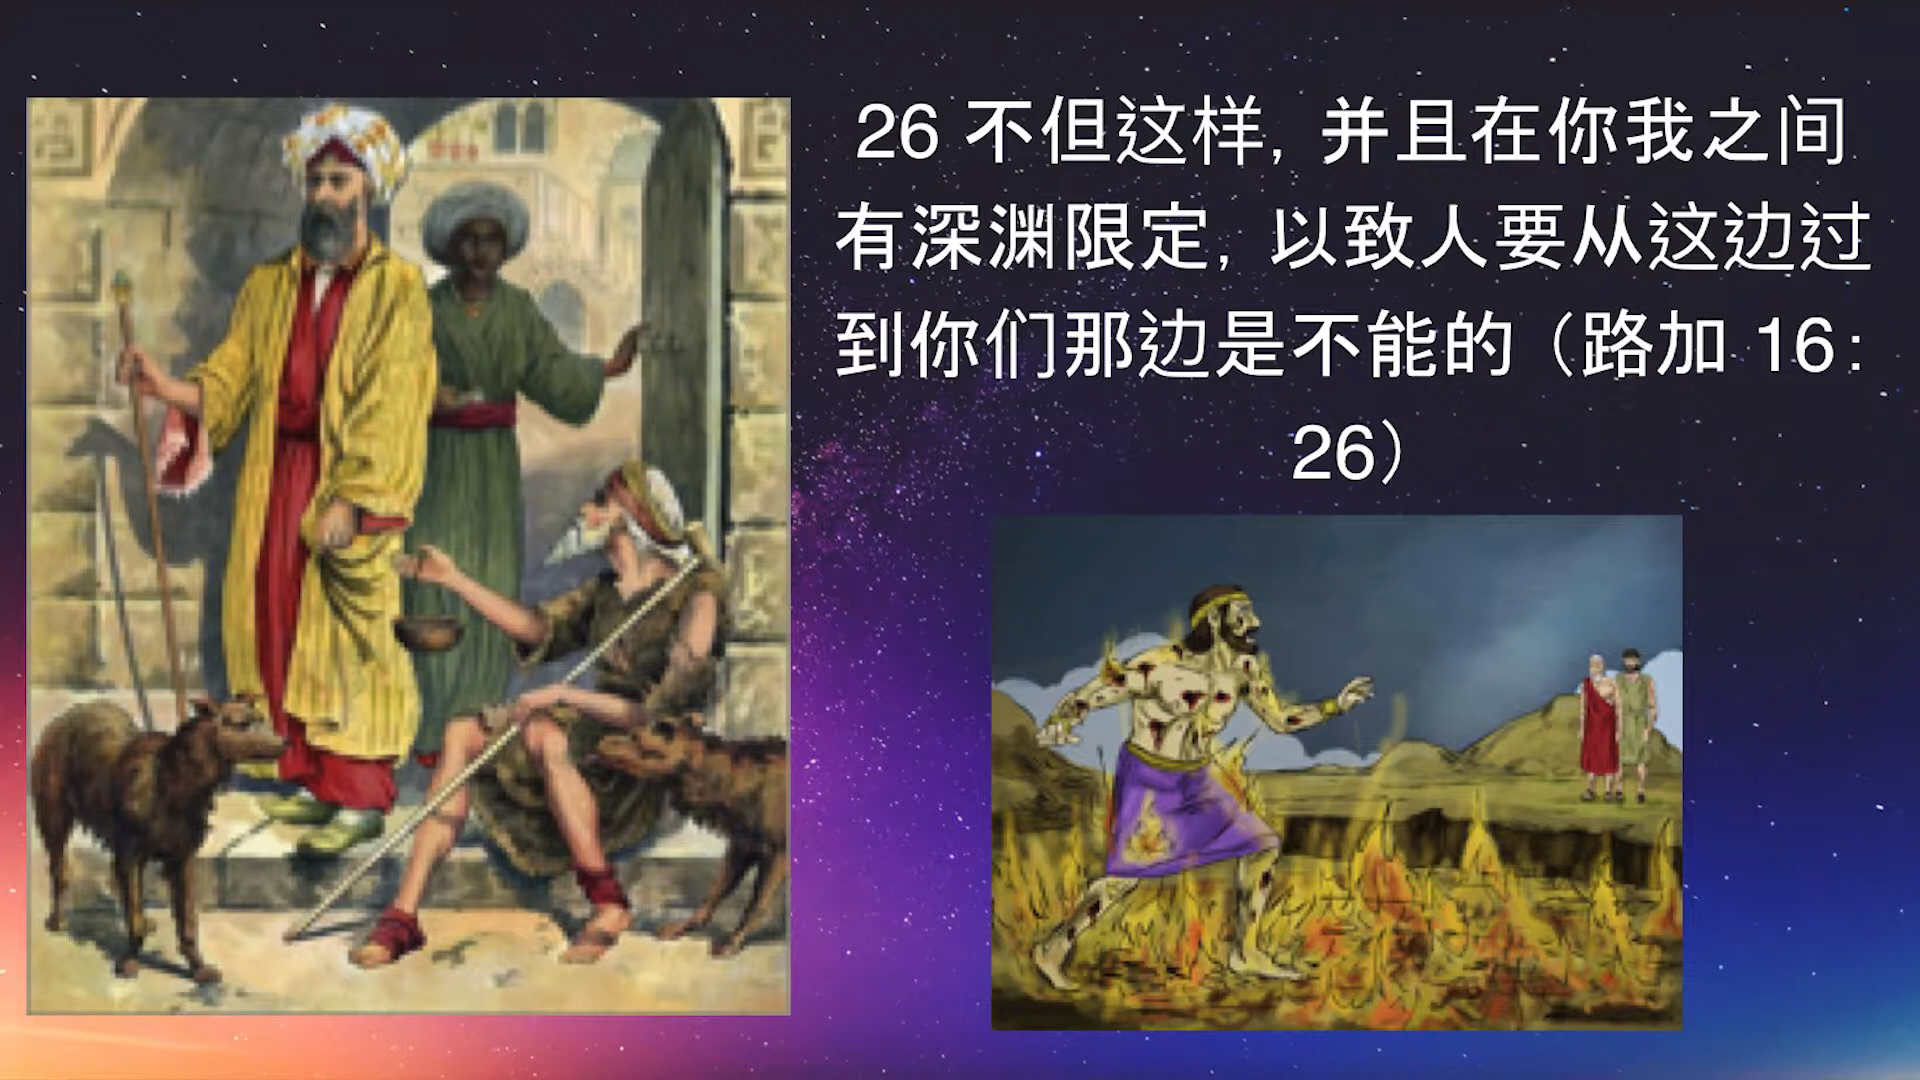 26 不但这样，并且在你我之间
有深渊限定，以致人要从这边过
到你们那边是不能的（路加 16：
26）